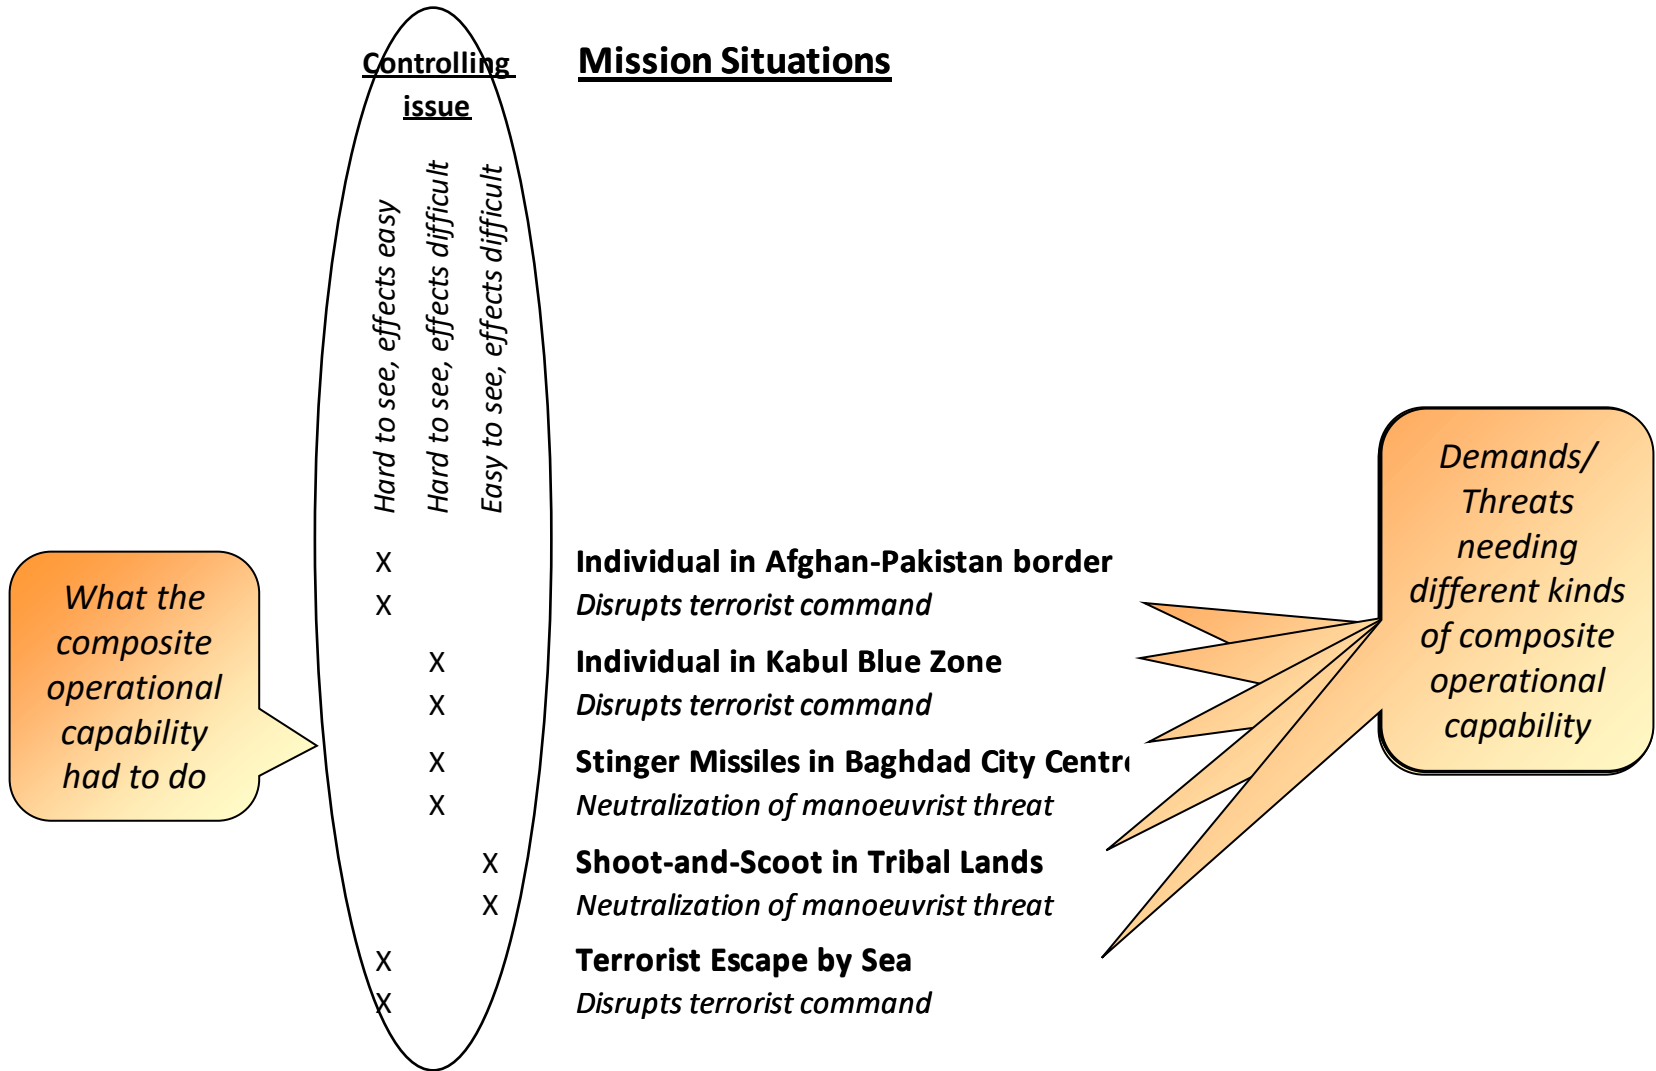 Controlling
issue
Mission Situations
Hard to see, effects easy
Hard to see, effects difficult
Easy to see, effects difficult
What the
composite
operational
capability
had to do
X Individual in Afghan-Pakistan border
X Disrupts terrorist command
X Individual in Kabul Blue Zone
X Disrupts terrorist command
X Stinger Missiles in Baghdad City Centre
X Neutralization of manoeuvrist threat
X Shoot-and-Scoot in Tribal Lands
X Neutralization of manoeuvrist threat
X Terrorist Escape by Sea
X Disrupts terrorist command
Demands/
Threats
needing
different kinds
of composite
operational
capability